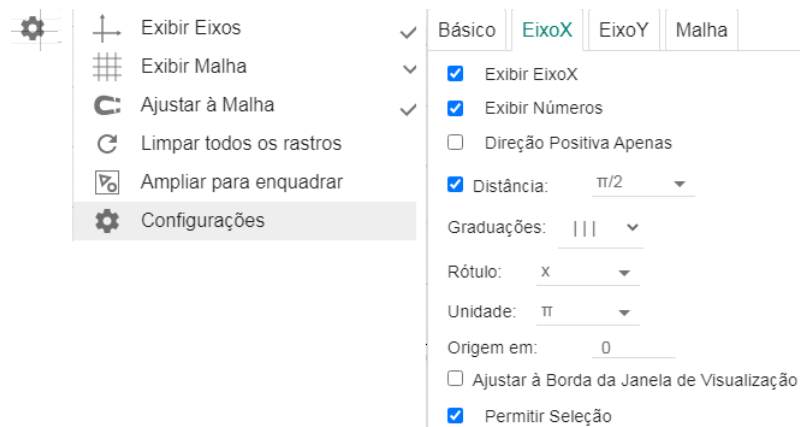 Exibir Eixos
Exibir Malha
Ajustar à Malha
Limpar todos os rastros
Ampliar para enquadrar
Configurações
Básico EixoX EixoY Malha
Exibir EixoX
Exibir Números
Direção Positiva Apenas
Distância: π/2
Graduações: | | |
Rótulo: x
Unidade: π
Origem em: 0
Ajustar à Borda da Janela de Visualização
Permitir Seleção